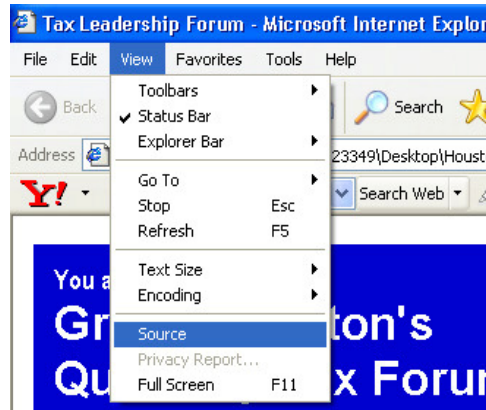 Tax Leadership Forum - Microsoft Internet Explor
File Edit View Favorites Tools Help
Back Search
Toolbars
Status Bar
Explorer Bar
Address 23349\Desktop\Houst
Go To
Y! Search Web
Stop Esc
Refresh F5
Text Size
You a
Encoding
Gr ton's
Source
Privacy Report...
Qu x Forum
Full Screen F11